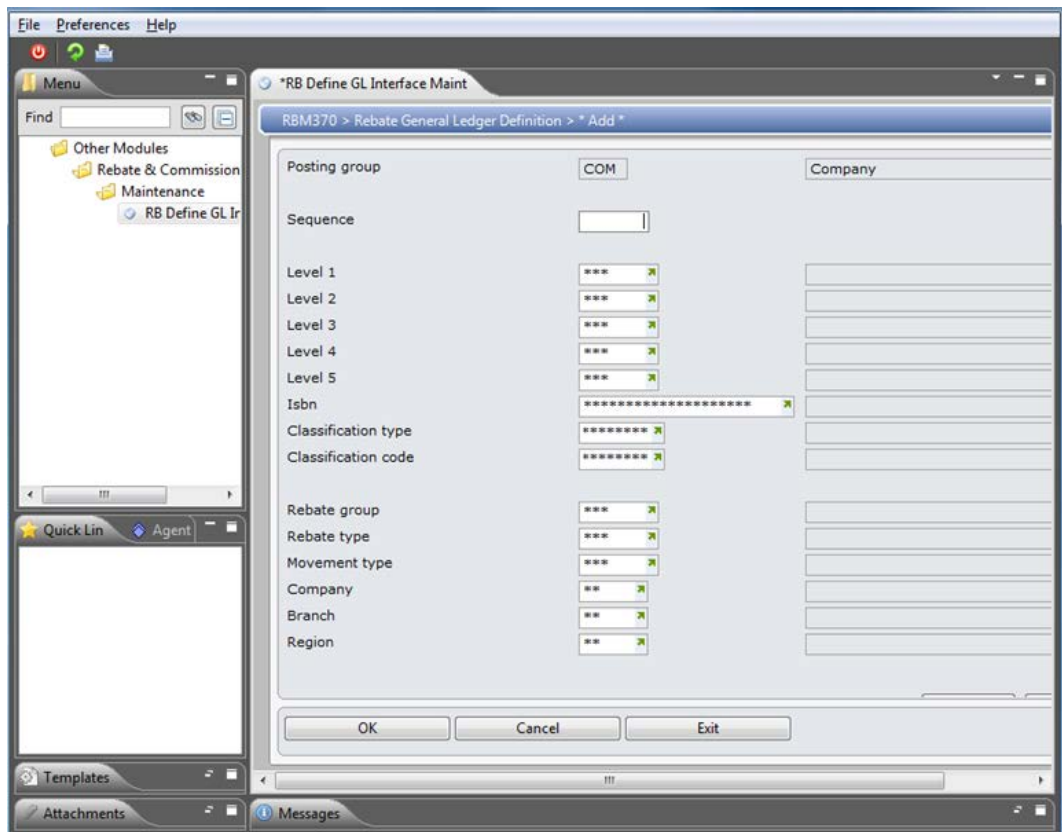 File Preferences Help
Menu
Find
Other Modules
Rebate & Commission
Maintenance
RB Define GL Ir
Quick Lin Agent
Templates
Attachments
*RB Define GL Interface Maint
RBM370 > Rebate General Ledger Definition > * Add *
Posting group COM Company
Sequence
Level 1 ***
Level 2 ***
Level 3 ***
Level 4 ***
Level 5 ***
Isbn ********************
Classification type ********
Classification code ********
Rebate group ***
Rebate type ***
Movement type ***
Company **
Branch **
Region **
OK Cancel Exit
Messages